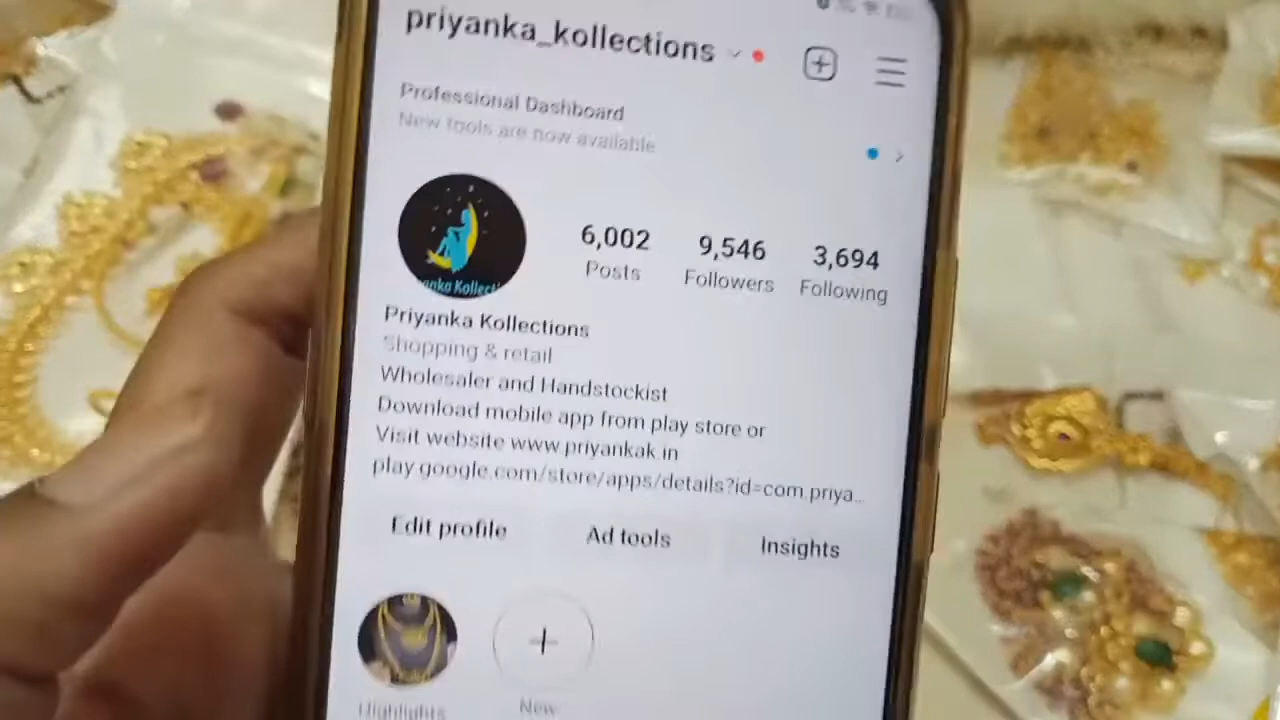 priyanka_kollections
Professional Dashboard
New tools are now available
6,002 9,546 3,694
Posts Followers Following
anka Kollecti
Priyanka Kollections
Shopping & retail
Wholesaler and Handstockist
Download mobile app from play store or
Visit website www.priyankak.in
play.google.com/store/apps/details?id=com.priya...
Edit profile Ad tools Insights
Highlights New